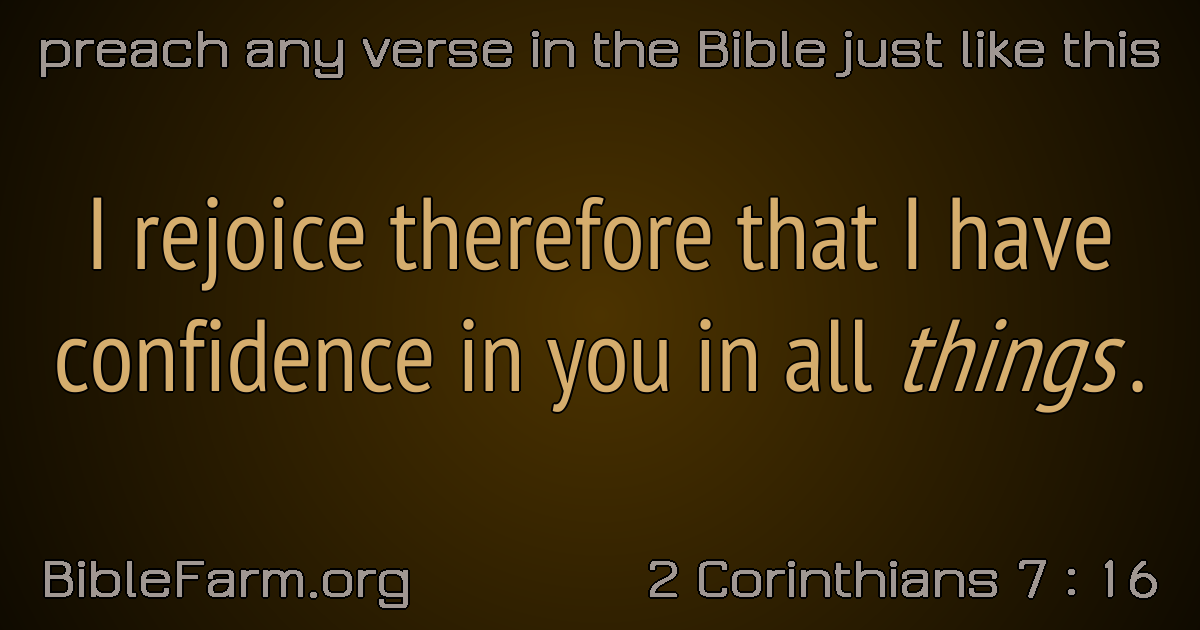 preach any verse in the Bible just like this
I rejoice therefore that I have
confidence in you in all things.
BibleFarm.org
2 Corinthians 7 : 16